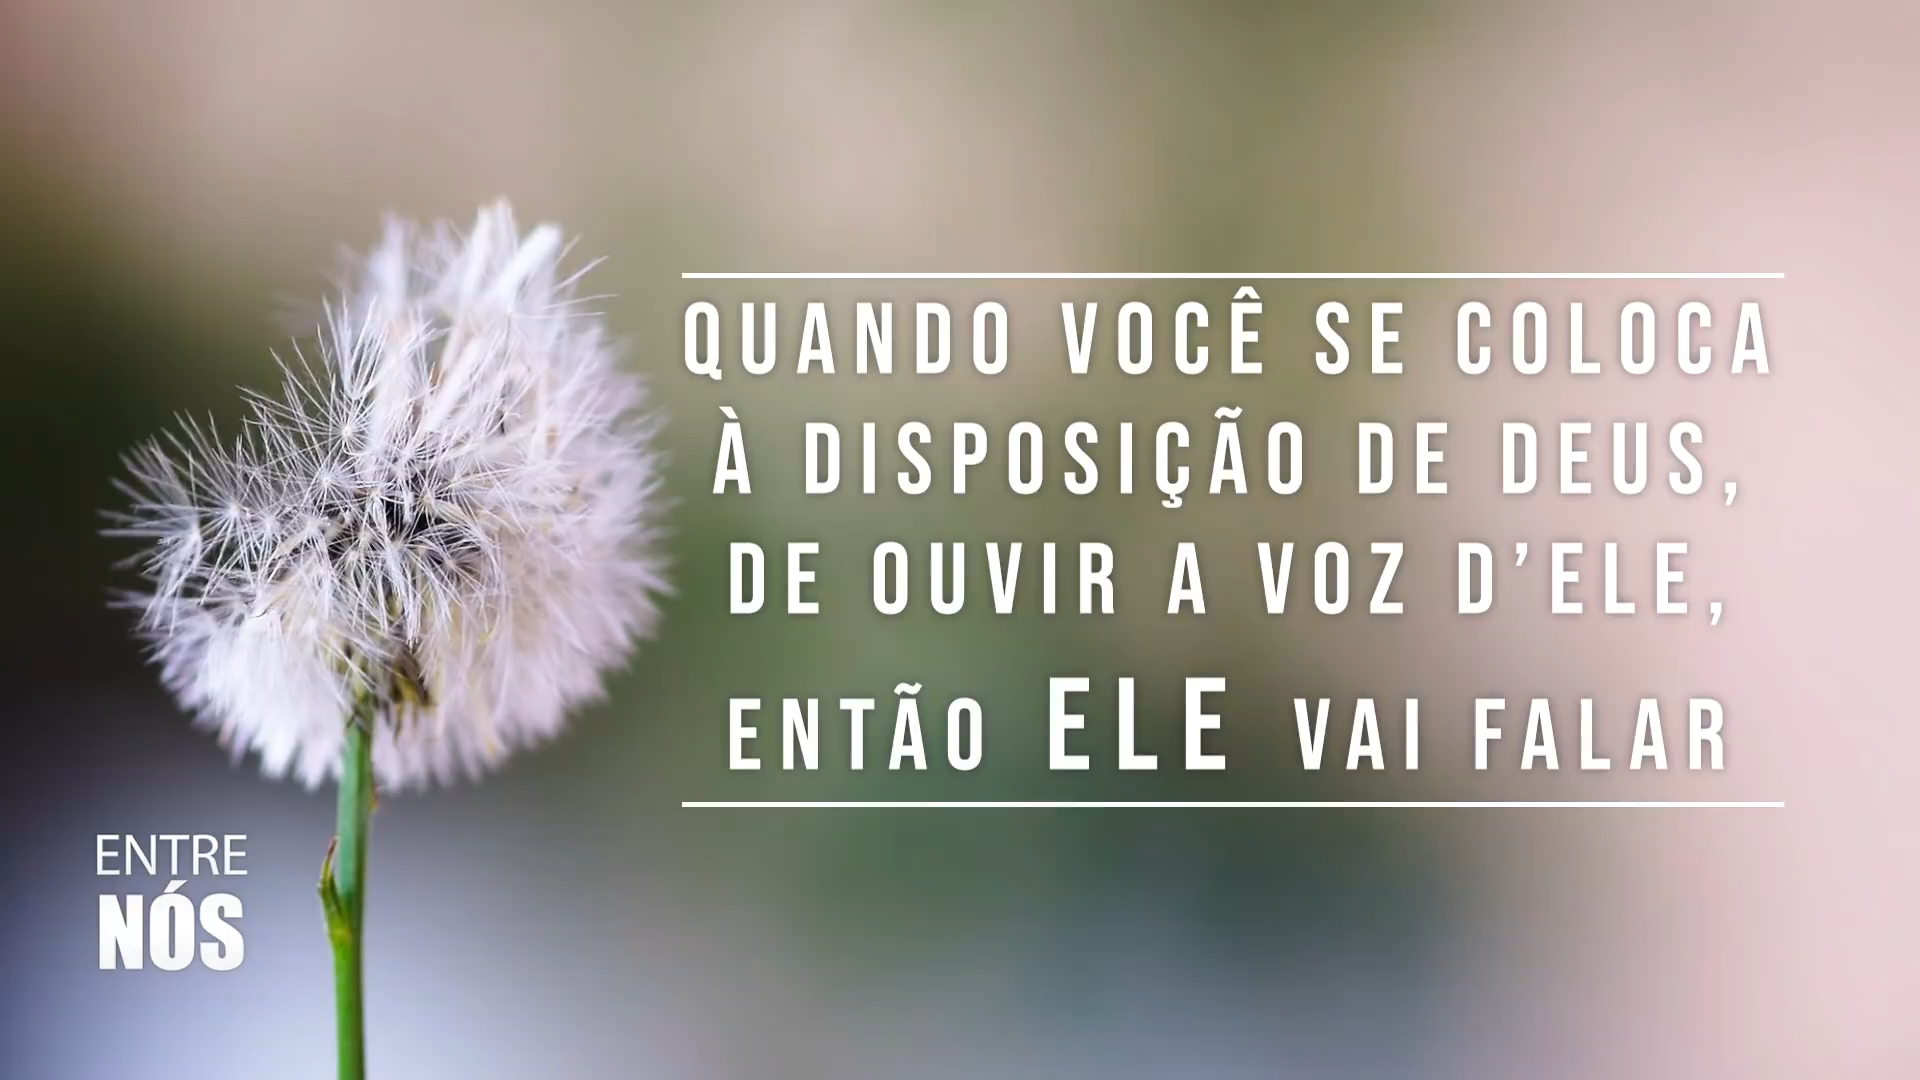 QUANDO VOCÊ SE COLOCA
À DISPOSIÇÃO DE DEUS,
DE OUVIR A VOZ D’ELE,
ENTÃO ELE VAI FALAR
ENTRE
NÓS